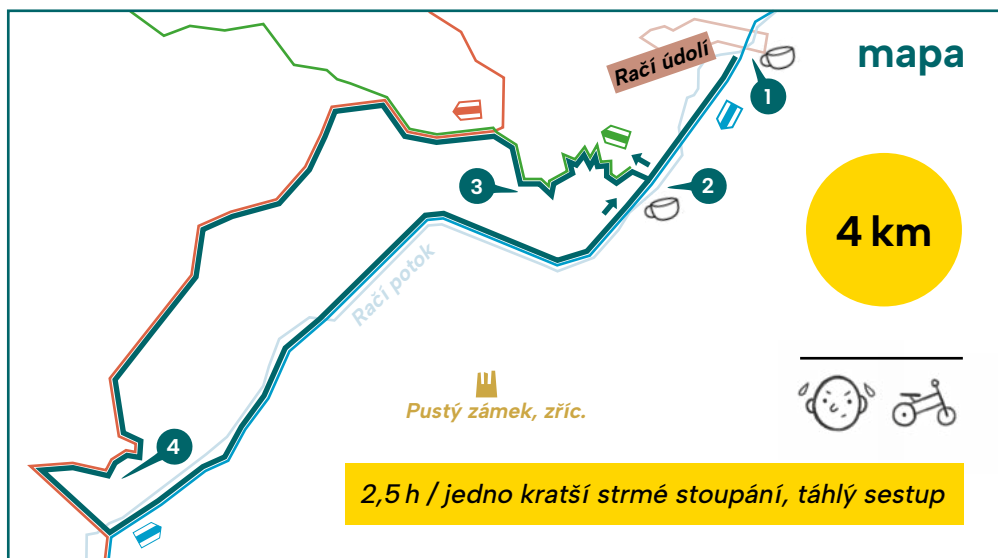 mapa
Račí údolí
1
2
3
4 km
Račí potok
Pustý zámek, zříc.
4
2,5 h / jedno kratší strmé stoupání, táhlý sestup